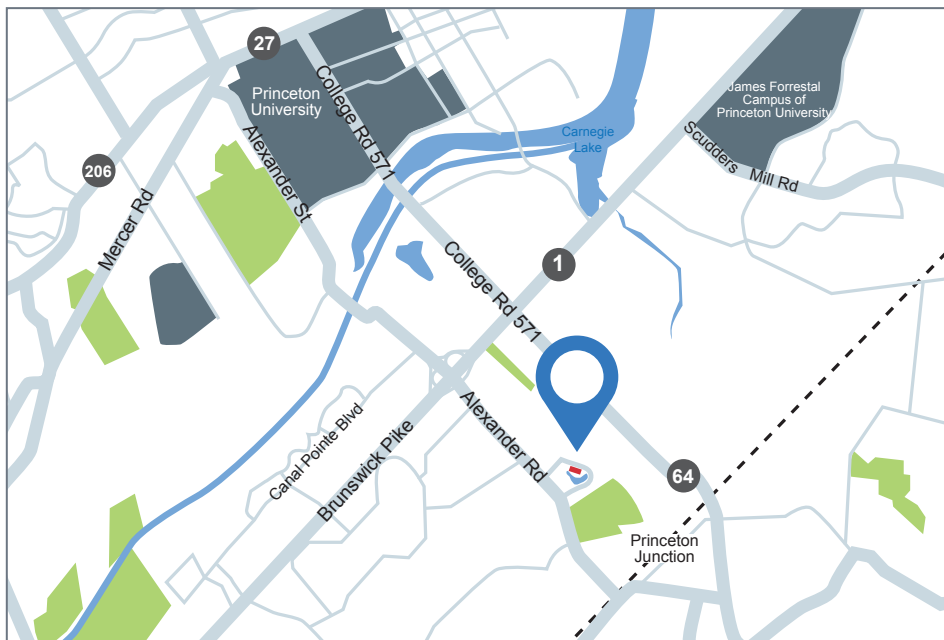 27
Princeton
University
College Rd 571
James Forrestal
Campus of
Princeton University
Carnegie
Lake
Scudders Mill Rd
206
Alexander St
Mercer Rd
1
College Rd 571
Canal Pointe Blvd
Brunswick Pike
Alexander Rd
64
Princeton
Junction